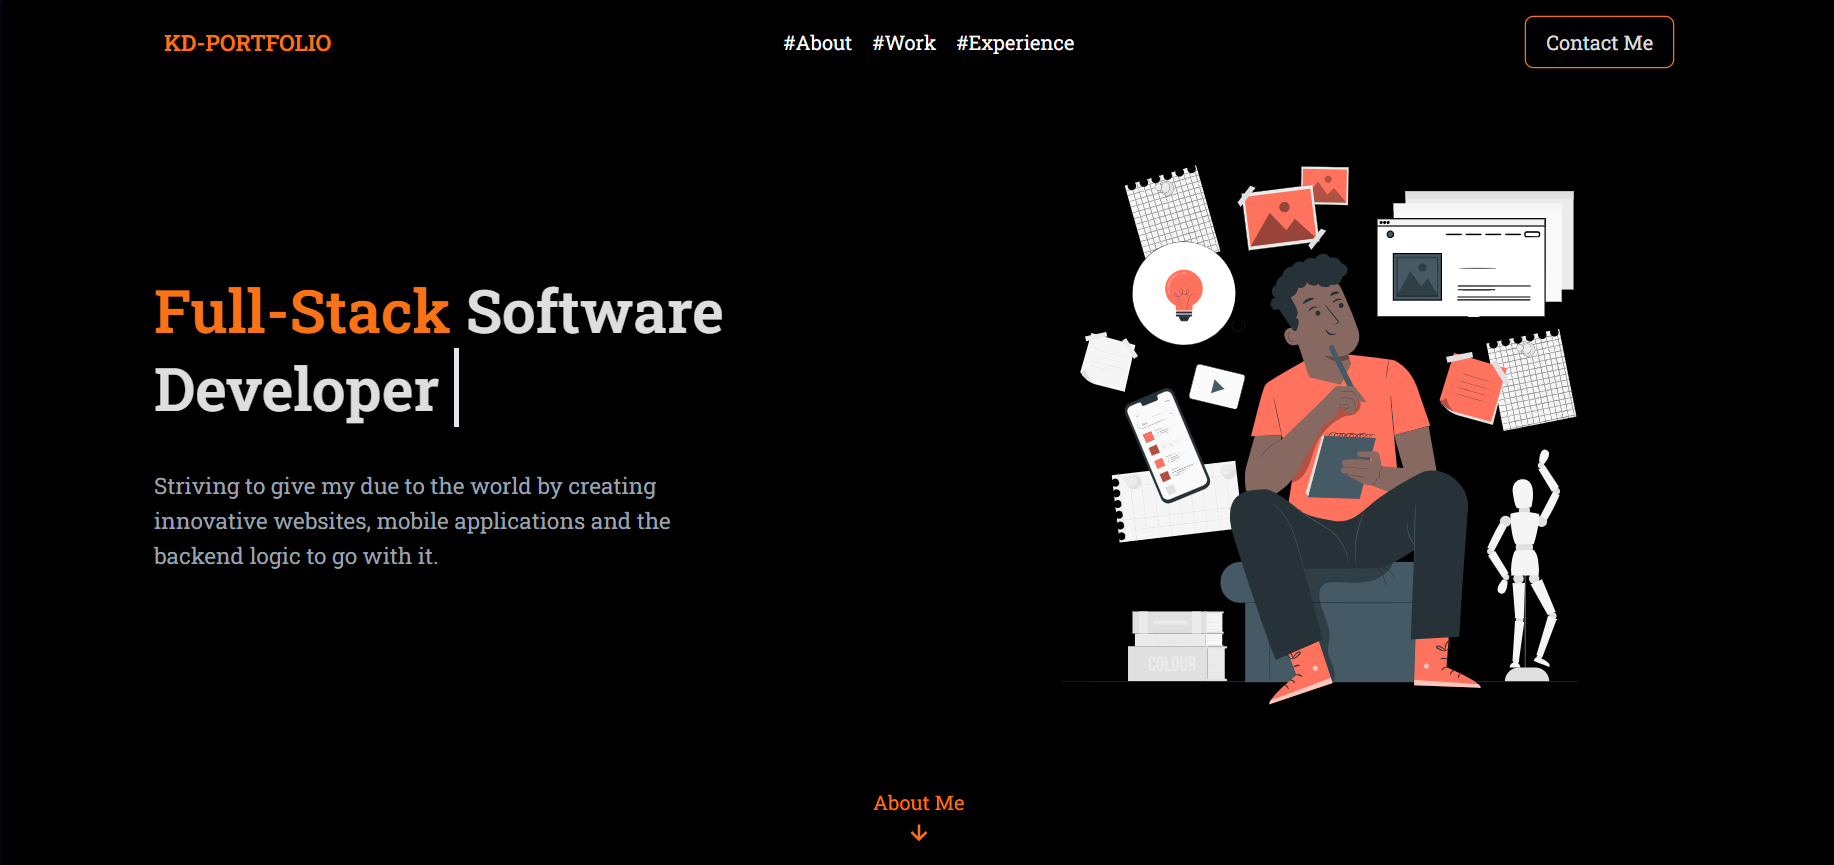 KD-PORTFOLIO
#About #Work #Experience
Contact Me
Full-Stack Software
Developer
Striving to give my due to the world by creating
innovative websites, mobile applications and the
backend logic to go with it.
COLOUR
About Me